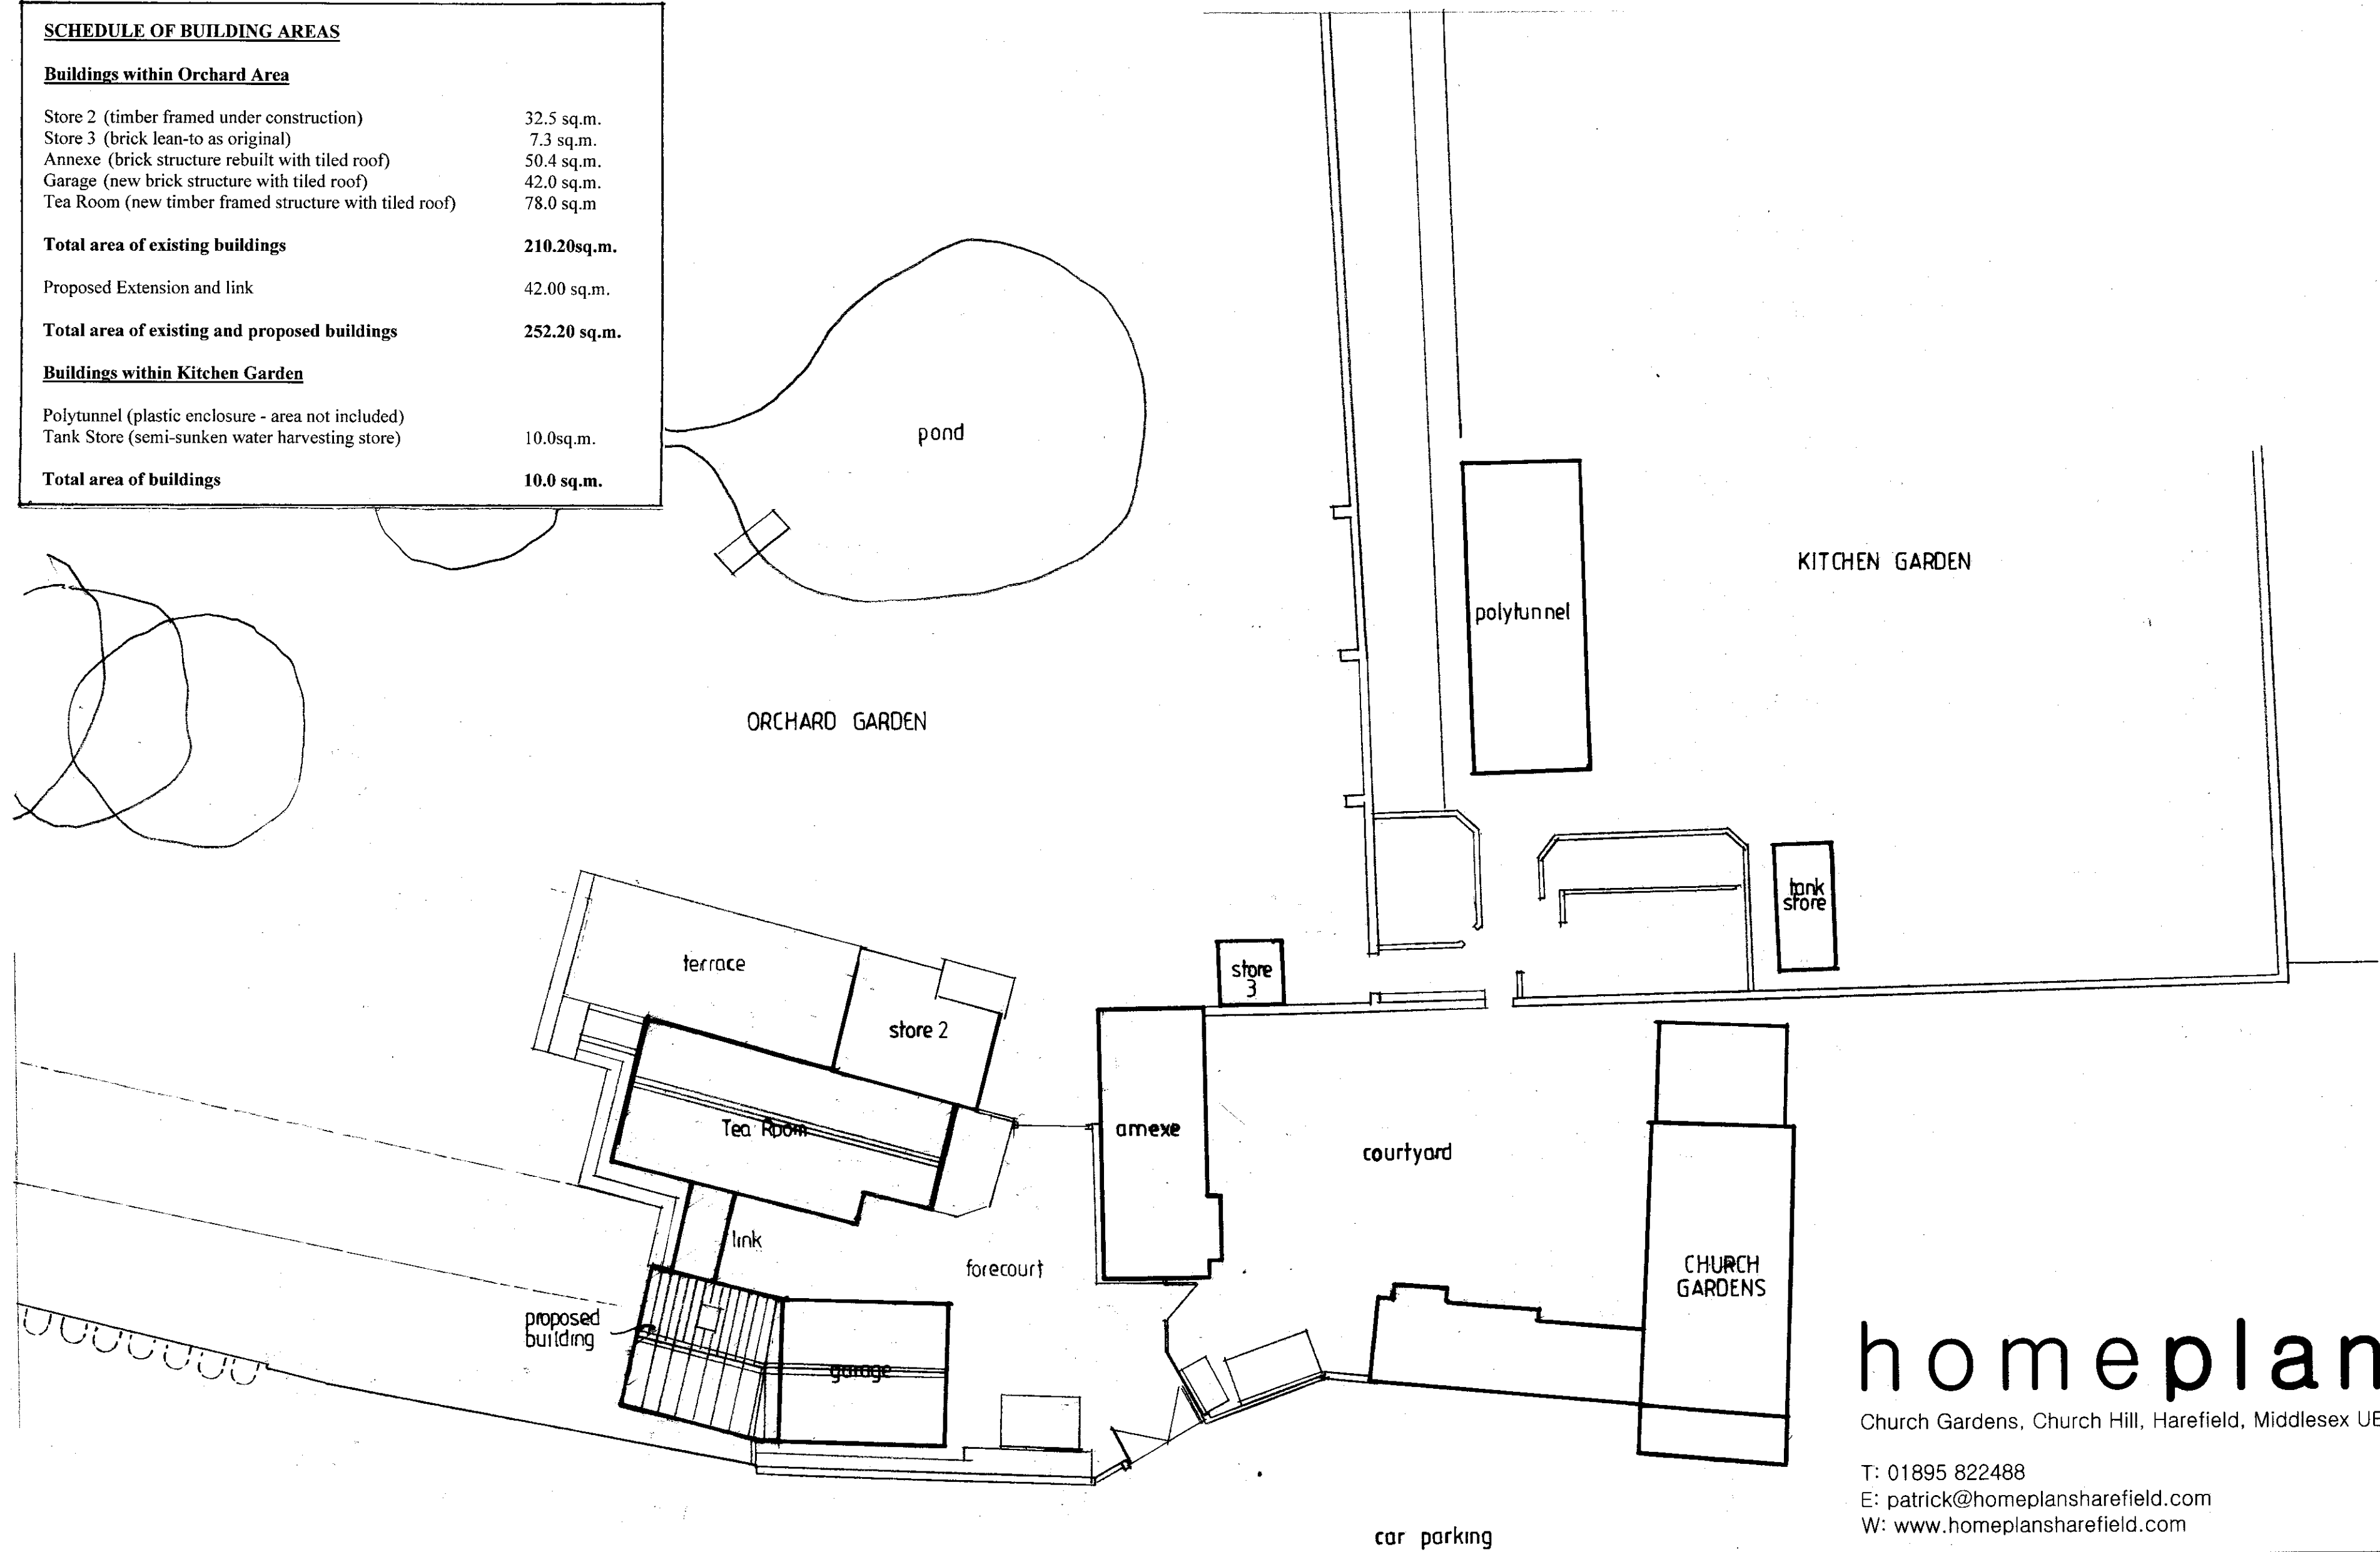 SCHEDULE OF BUILDING AREAS
Buildings within Orchard Area
Store 2 (timber framed under construction) 32.5 sq.m.
Store 3 (brick lean-to as original) 7.3 sq.m.
Annexe (brick structure rebuilt with tiled roof) 50.4 sq.m.
Garage (new brick structure with tiled roof) 42.0 sq.m.
Tea Room (new timber framed structure with tiled roof) 78.0 sq.m
Total area of existing buildings 210.20sq.m.
Proposed Extension and link 42.00 sq.m.
Total area of existing and proposed buildings 252.20 sq.m.
Buildings within Kitchen Garden
Polytunnel (plastic enclosure - area not included)
Tank Store (semi-sunken water harvesting store) 10.0sq.m.
Total area of buildings 10.0 sq.m.
pond
KITCHEN GARDEN
polytunnel
ORCHARD GARDEN
tank
store
terrace
store
3
store 2
Tea Room
annexe
courtyard
link
forecourt
CHURCH
GARDENS
proposed
building
garage
homeplan
Church Gardens, Church Hill, Harefield, Middlesex UB
T: 01895 822488
E: patrick@homeplansharefield.com
W: www.homeplansharefield.com
car parking